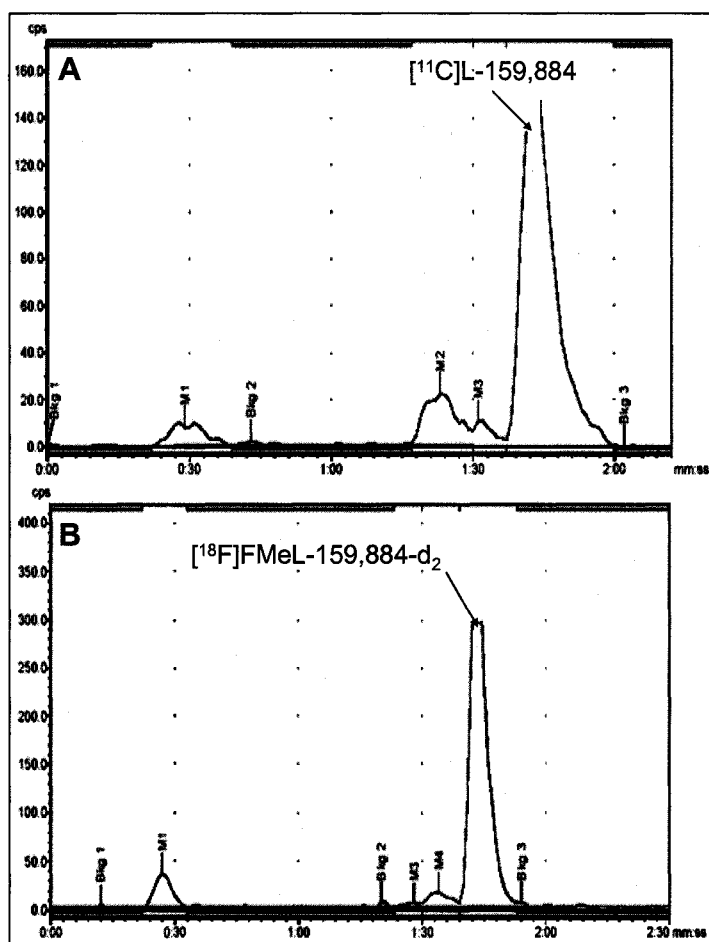 cps
A
[¹¹C]L-159,884
160.0
140.0
120.0
100.0
80.0
60.0
40.0
20.0
0.0
Bkg 1
M1
Bkg 2
M2
M3
Bkg 3
0:00
0:30
1:00
1:30
2:00
mm:ss
cps
B
[¹⁸F]FMeL-159,884-d₂
400.0
350.0
300.0
250.0
200.0
150.0
100.0
50.0
0.0
Bkg 1
M1
Bkg 2
M3
M4
Bkg 3
0:00
0:30
1:00
1:30
2:00
2:30
mm:ss